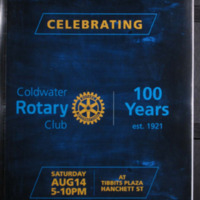 CELEBRATING
Coldwater
Rotary
Club
100
Years
est. 1921
SATURDAY
AUG14
5-10PM
AT
TIBBITS PLAZA
HANCHETT ST